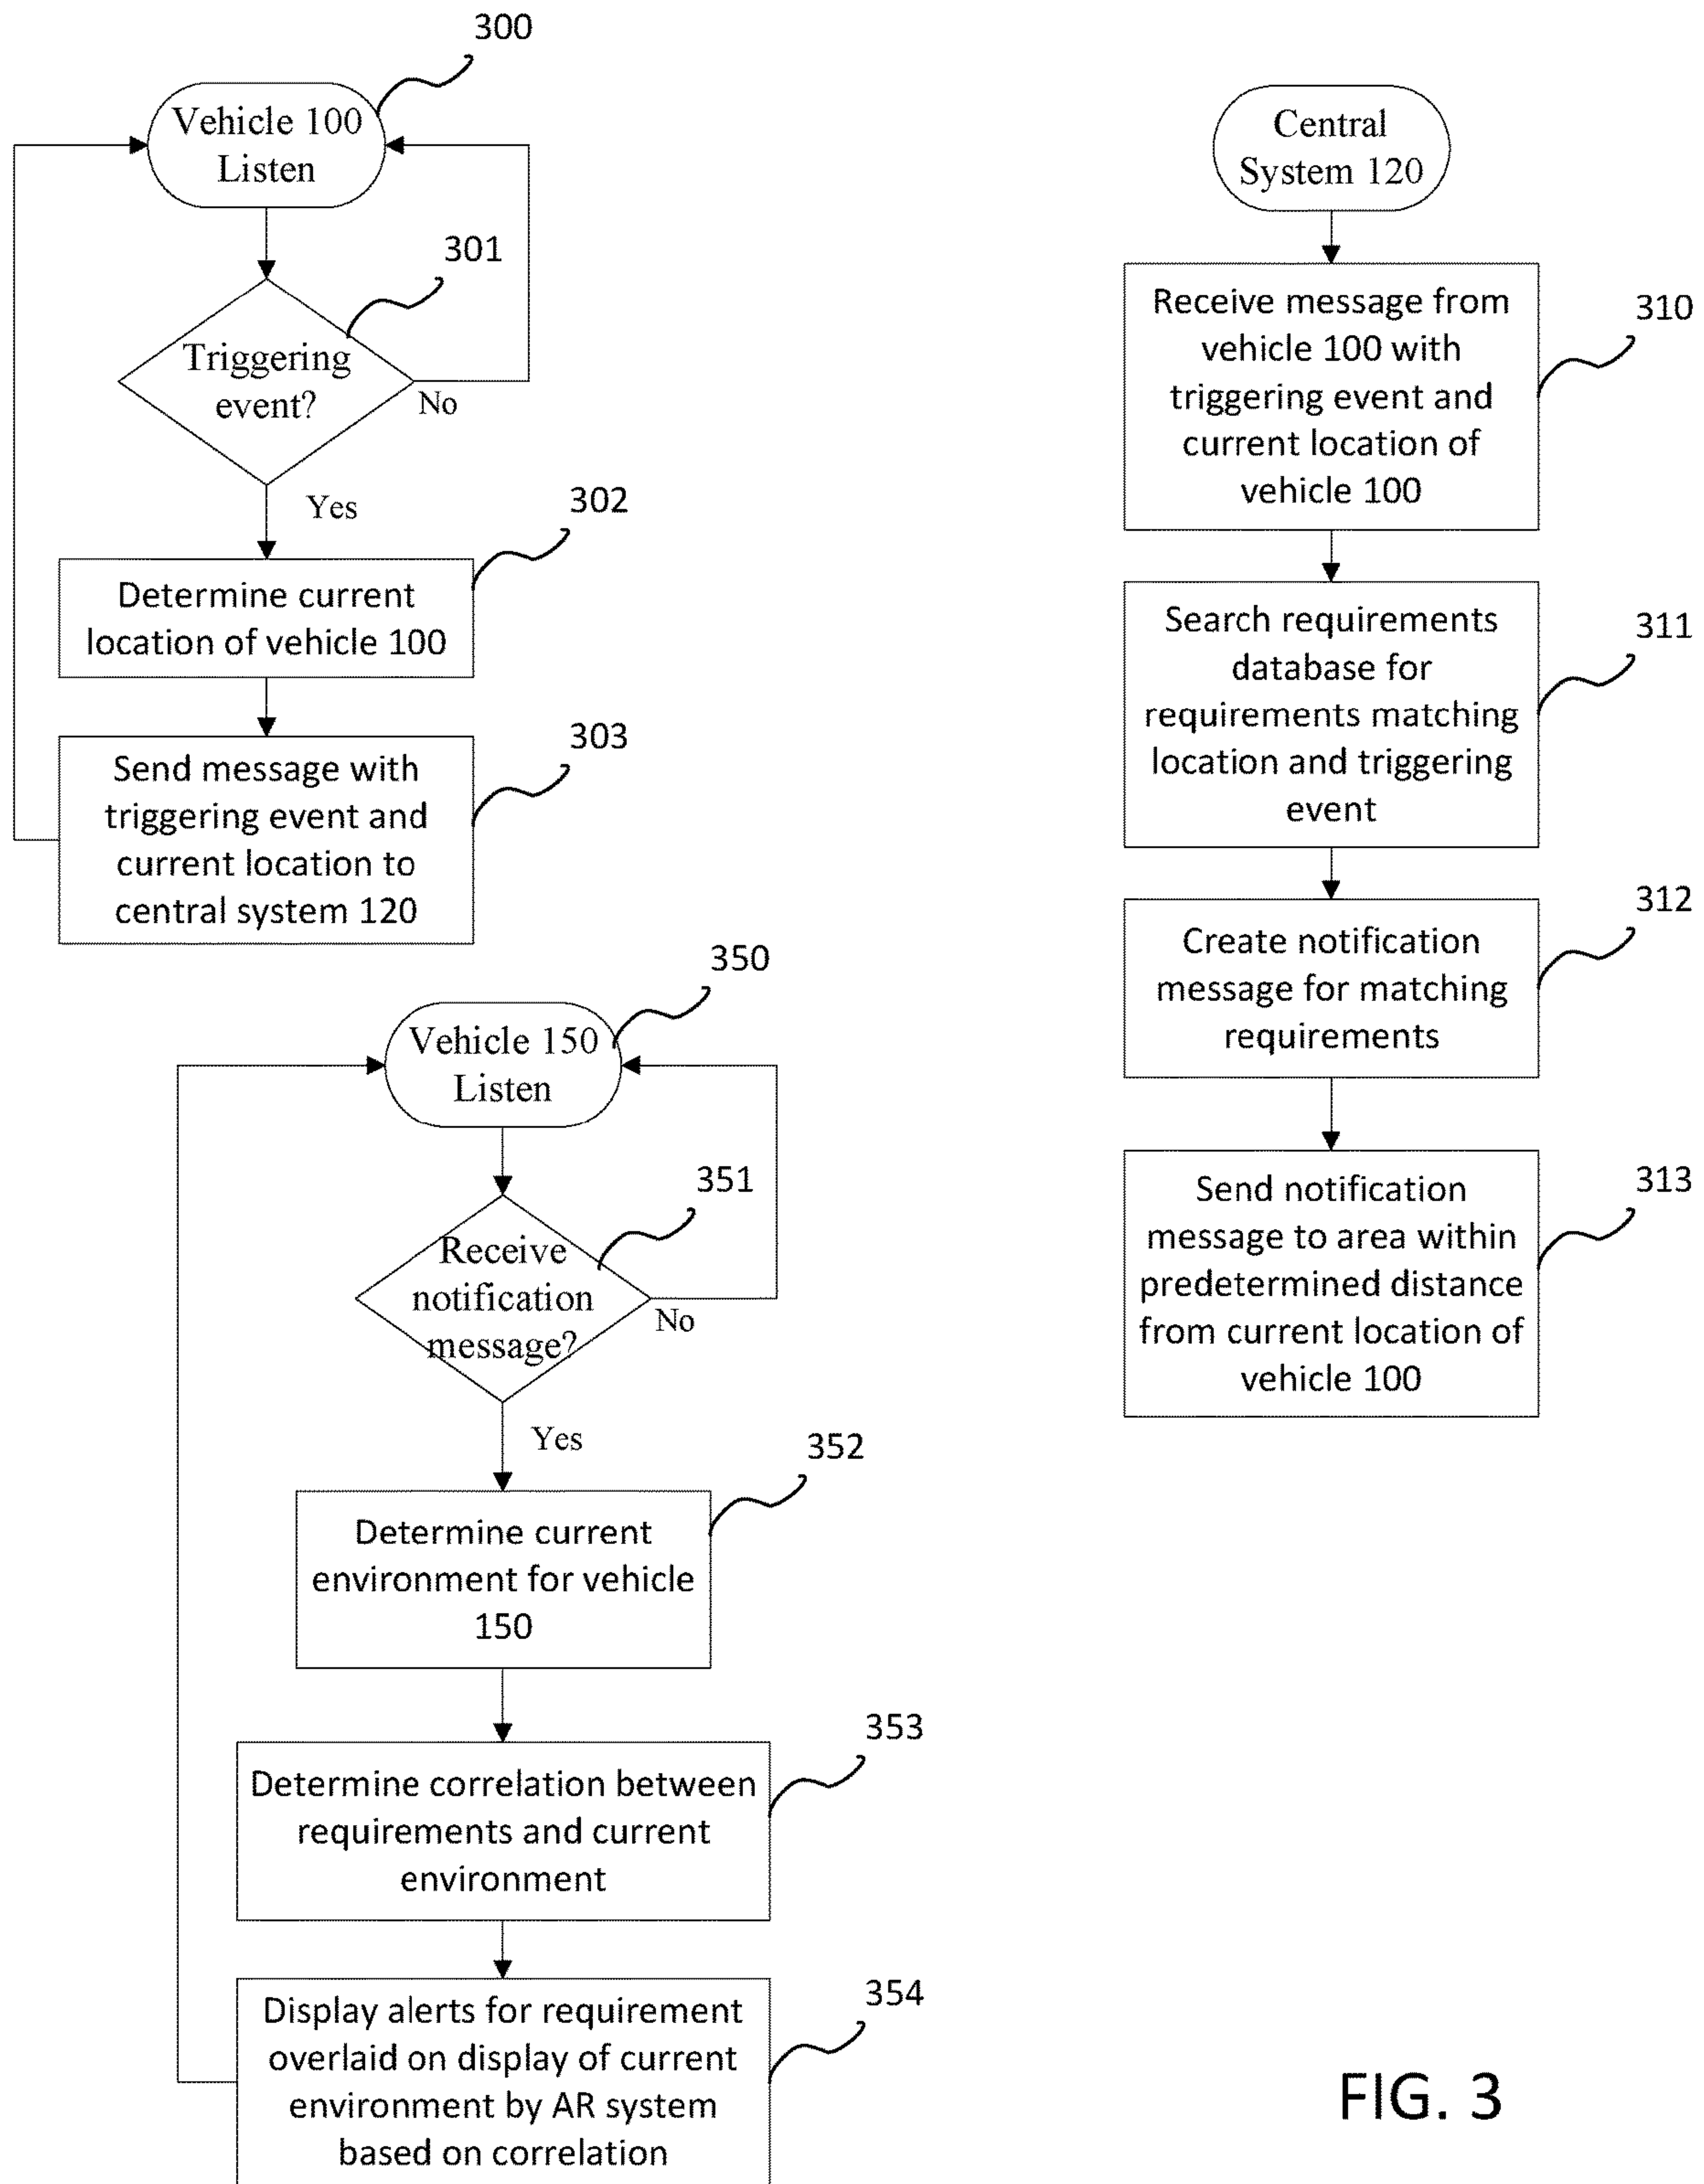 300
Vehicle 100
Listen
301
Triggering
event?
No
Yes
302
Determine current
location of vehicle 100
303
Send message with
triggering event and
current location to
central system 120
350
Vehicle 150
Listen
351
Receive
notification
message?
No
Yes
352
Determine current
environment for vehicle
150
353
Determine correlation between
requirements and current
environment
354
Display alerts for requirement
overlaid on display of current
environment by AR system
based on correlation
Central
System 120
310
Receive message from
vehicle 100 with
triggering event and
current location of
vehicle 100
311
Search requirements
database for
requirements matching
location and triggering
event
312
Create notification
message for matching
requirements
313
Send notification
message to area within
predetermined distance
from current location of
vehicle 100
FIG. 3